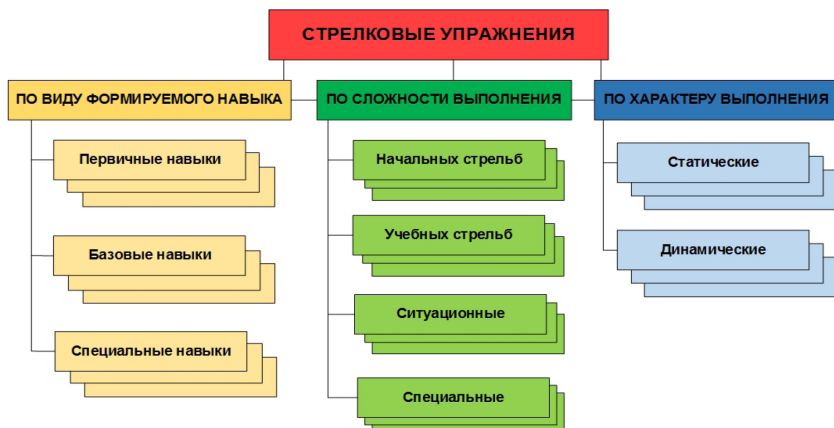 СТРЕЛКОВЫЕ УПРАЖНЕНИЯ
ПО ВИДУ ФОРМИРУЕМОГО НАВЫКА
Первичные навыки
Базовые навыки
Специальные навыки
ПО СЛОЖНОСТИ ВЫПОЛНЕНИЯ
Начальных стрельб
Учебных стрельб
Ситуационные
Специальные
ПО ХАРАКТЕРУ ВЫПОЛНЕНИЯ
Статические
Динамические